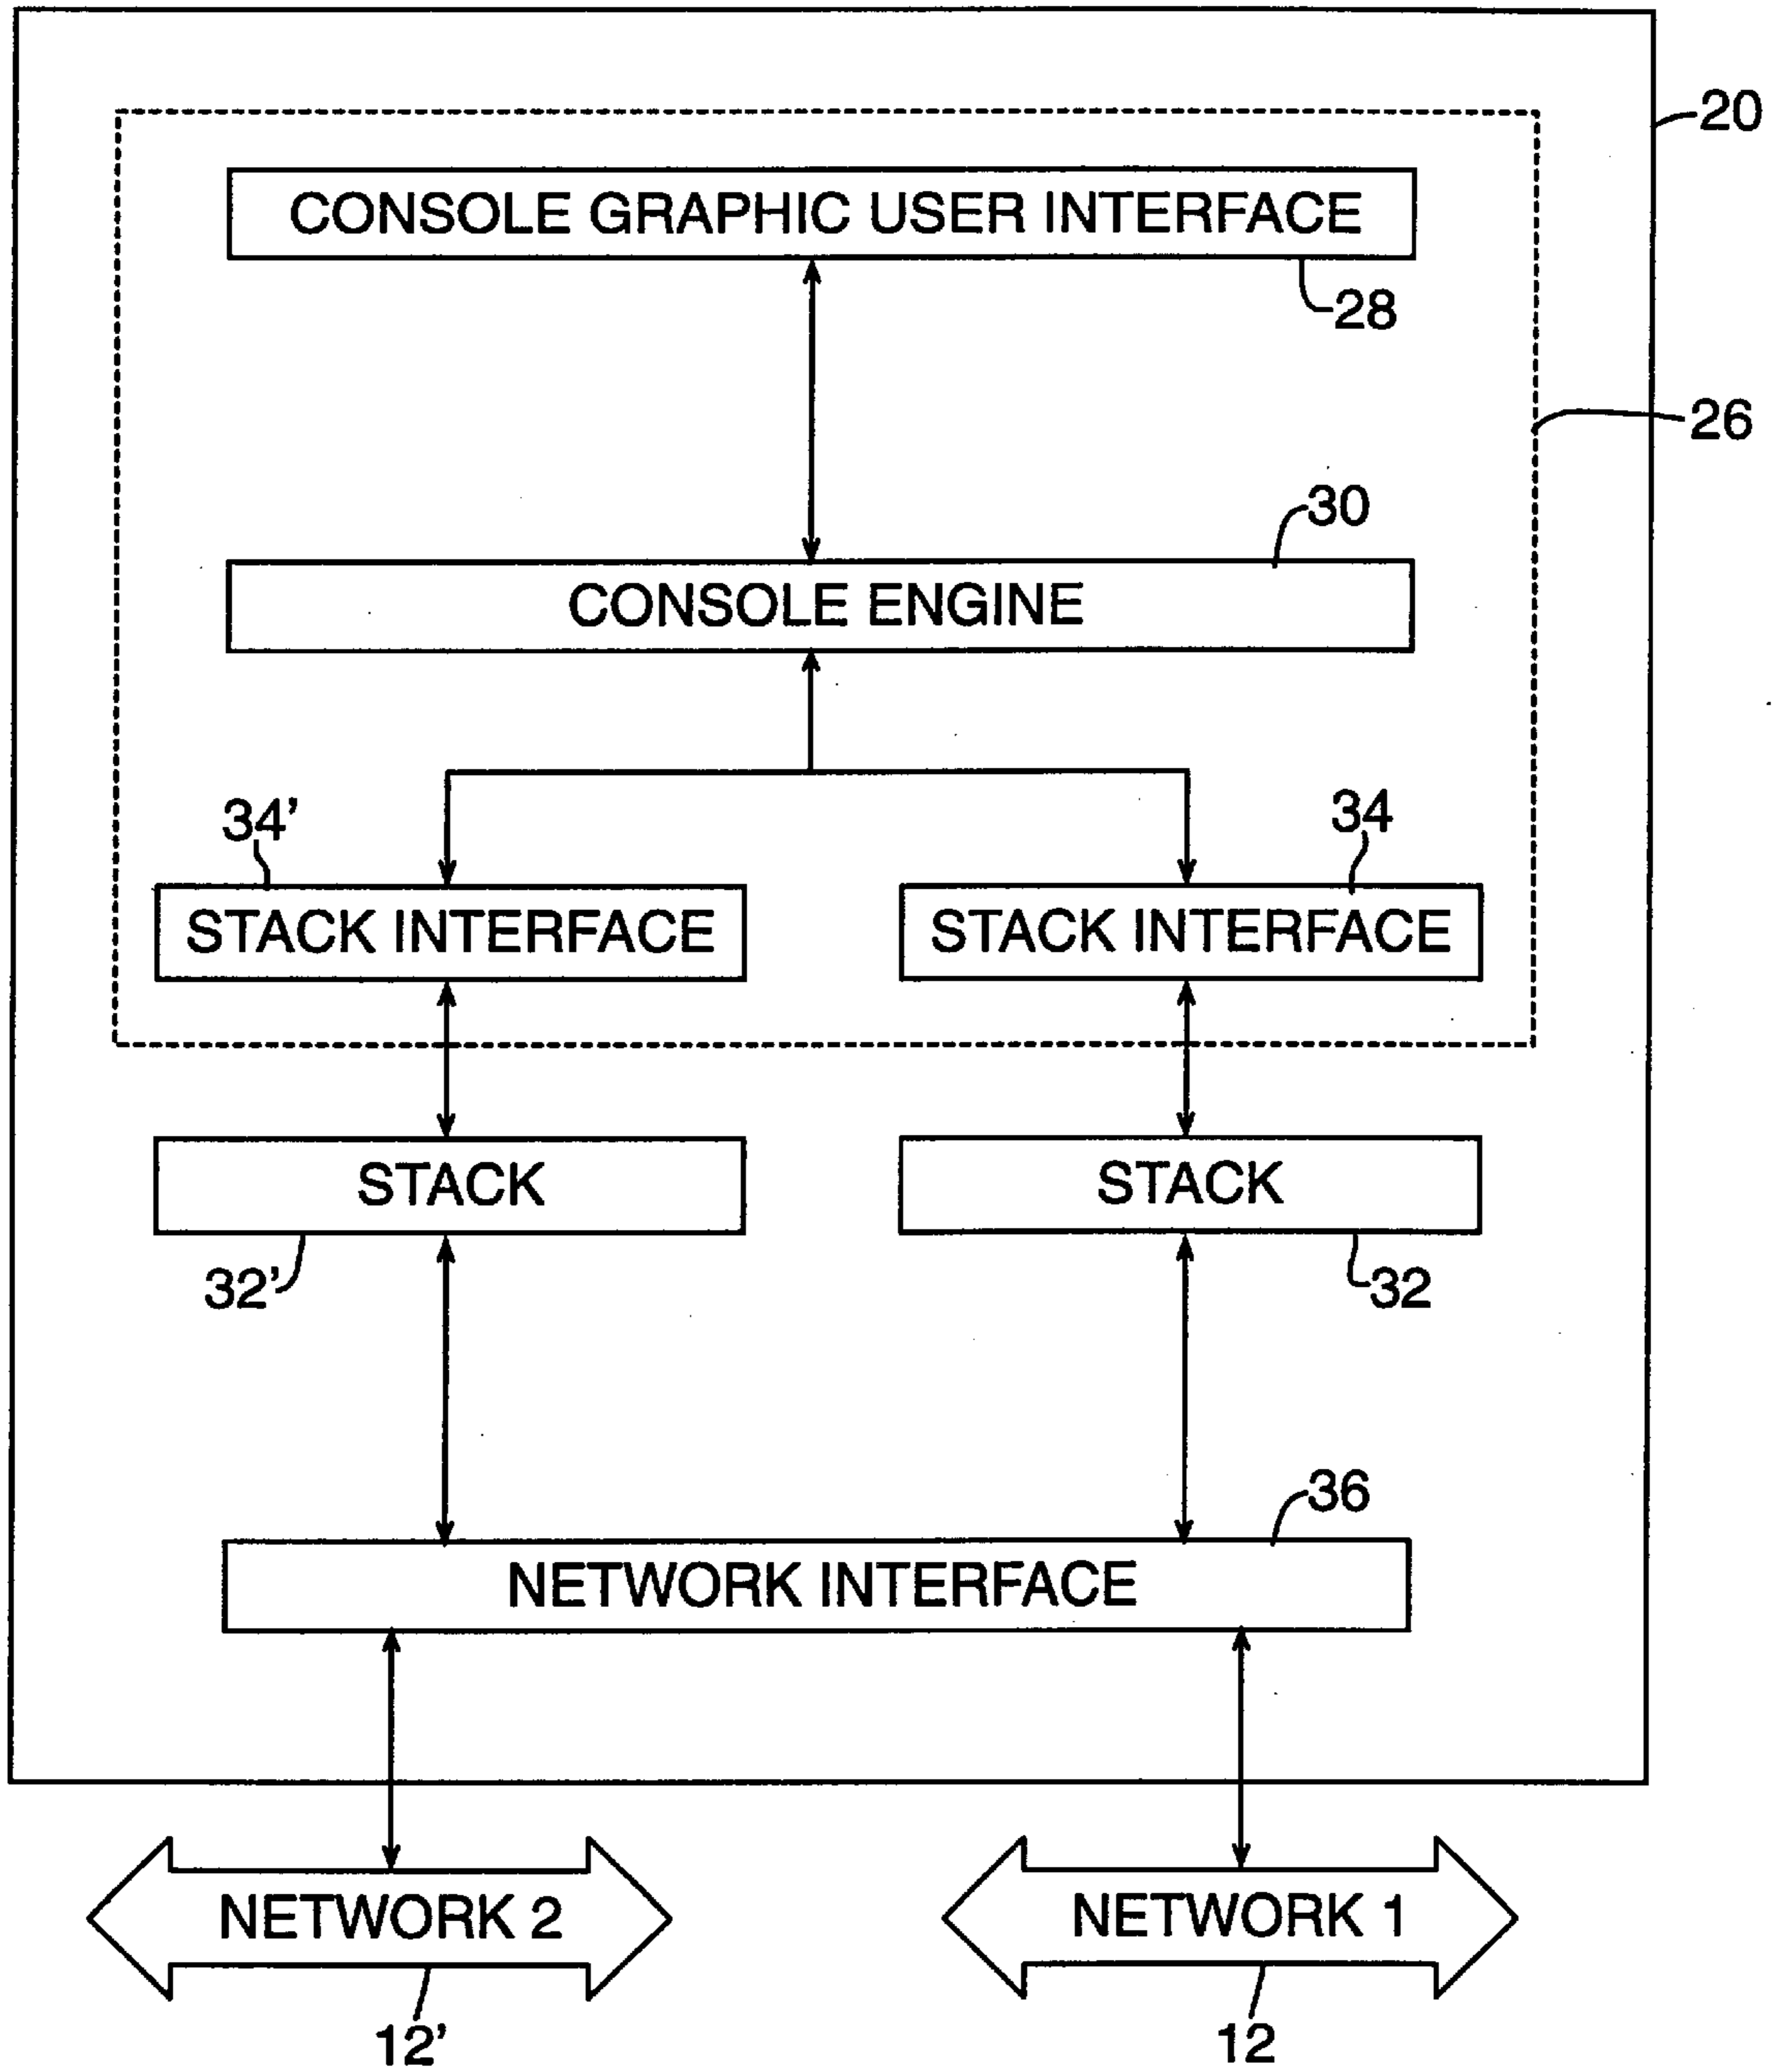 20
CONSOLE GRAPHIC USER INTERFACE
28
26
30
CONSOLE ENGINE
34'
34
STACK INTERFACE
STACK INTERFACE
STACK
STACK
32'
32
36
NETWORK INTERFACE
NETWORK 2
NETWORK 1
12'
12